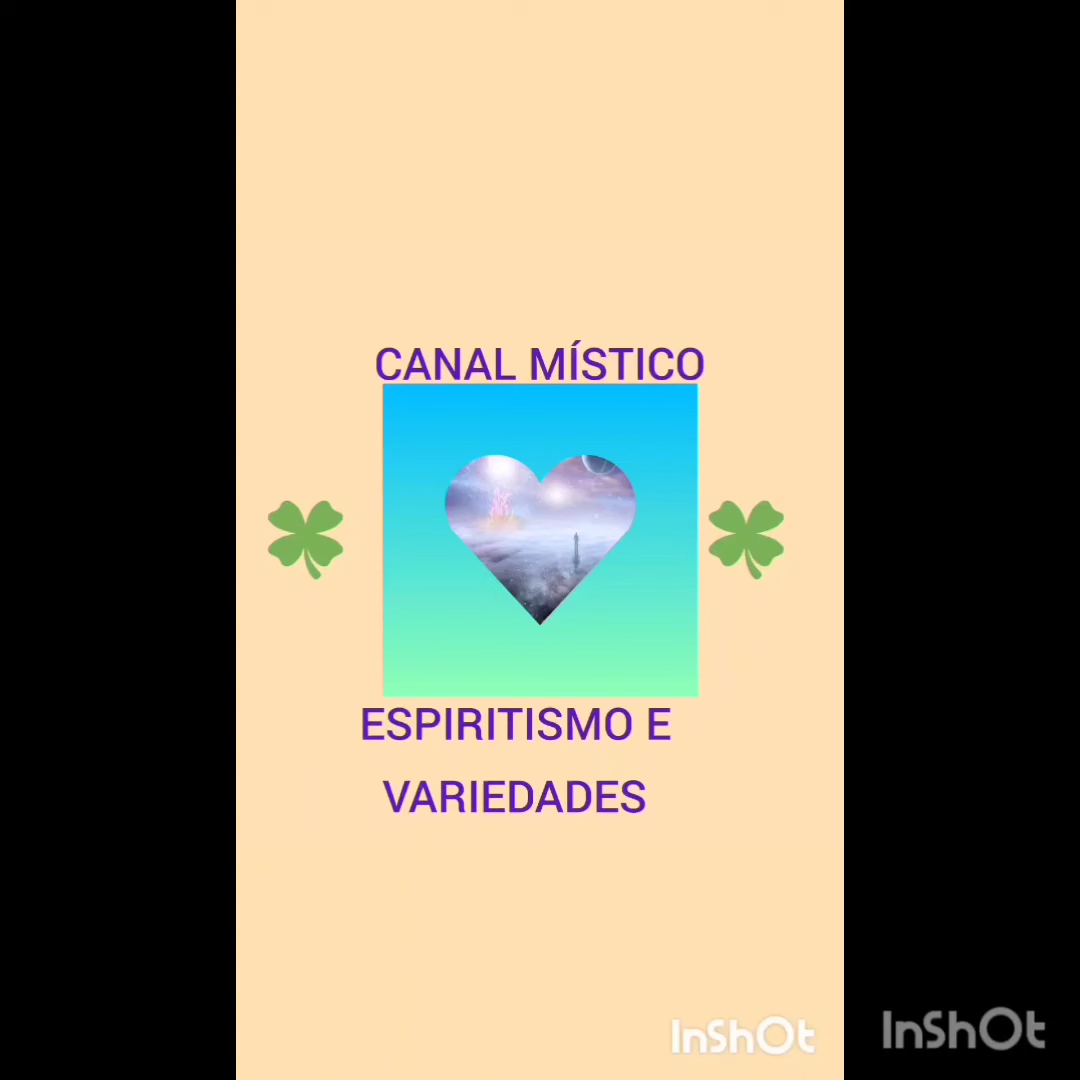 CANAL MÍSTICO
ESPIRITISMO E
VARIEDADES
InShOt
InShOt